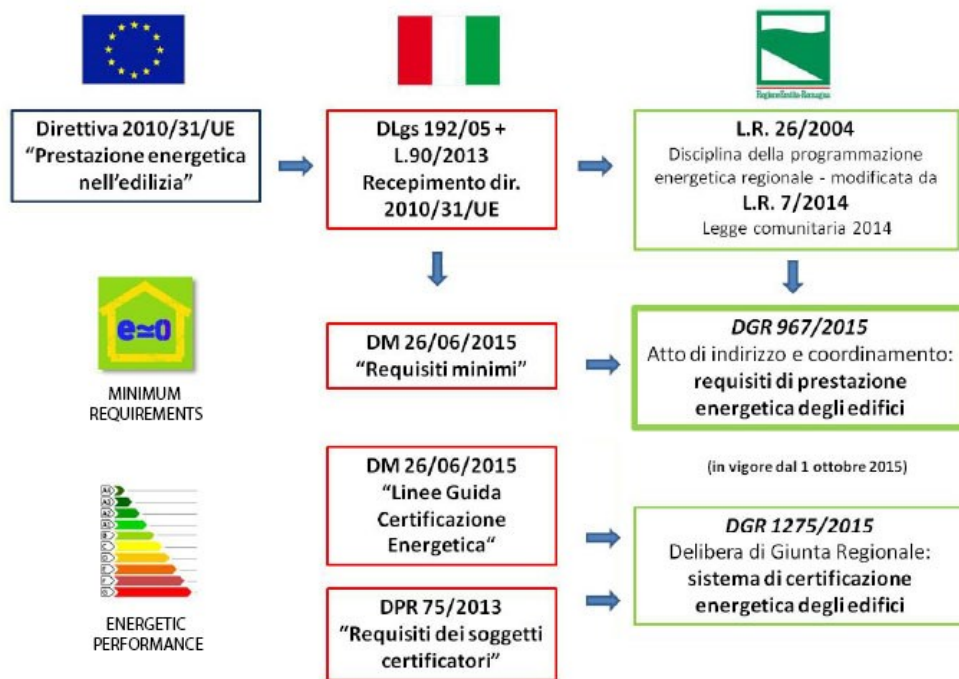 RegioneEmilia-Romagna
Direttiva 2010/31/UE
“Prestazione energetica
nell’edilizia”
DLgs 192/05 +
L.90/2013
Recepimento dir.
2010/31/UE
L.R. 26/2004
Disciplina della programmazione
energetica regionale - modificata da
L.R. 7/2014
Legge comunitaria 2014
e≃0
MINIMUM
REQUIREMENTS
DM 26/06/2015
“Requisiti minimi”
DGR 967/2015
Atto di indirizzo e coordinamento:
requisiti di prestazione
energetica degli edifici
(in vigore dal 1 ottobre 2015)
ENERGETIC
PERFORMANCE
DM 26/06/2015
“Linee Guida
Certificazione
Energetica“
DPR 75/2013
“Requisiti dei soggetti
certificatori”
DGR 1275/2015
Delibera di Giunta Regionale:
sistema di certificazione
energetica degli edifici